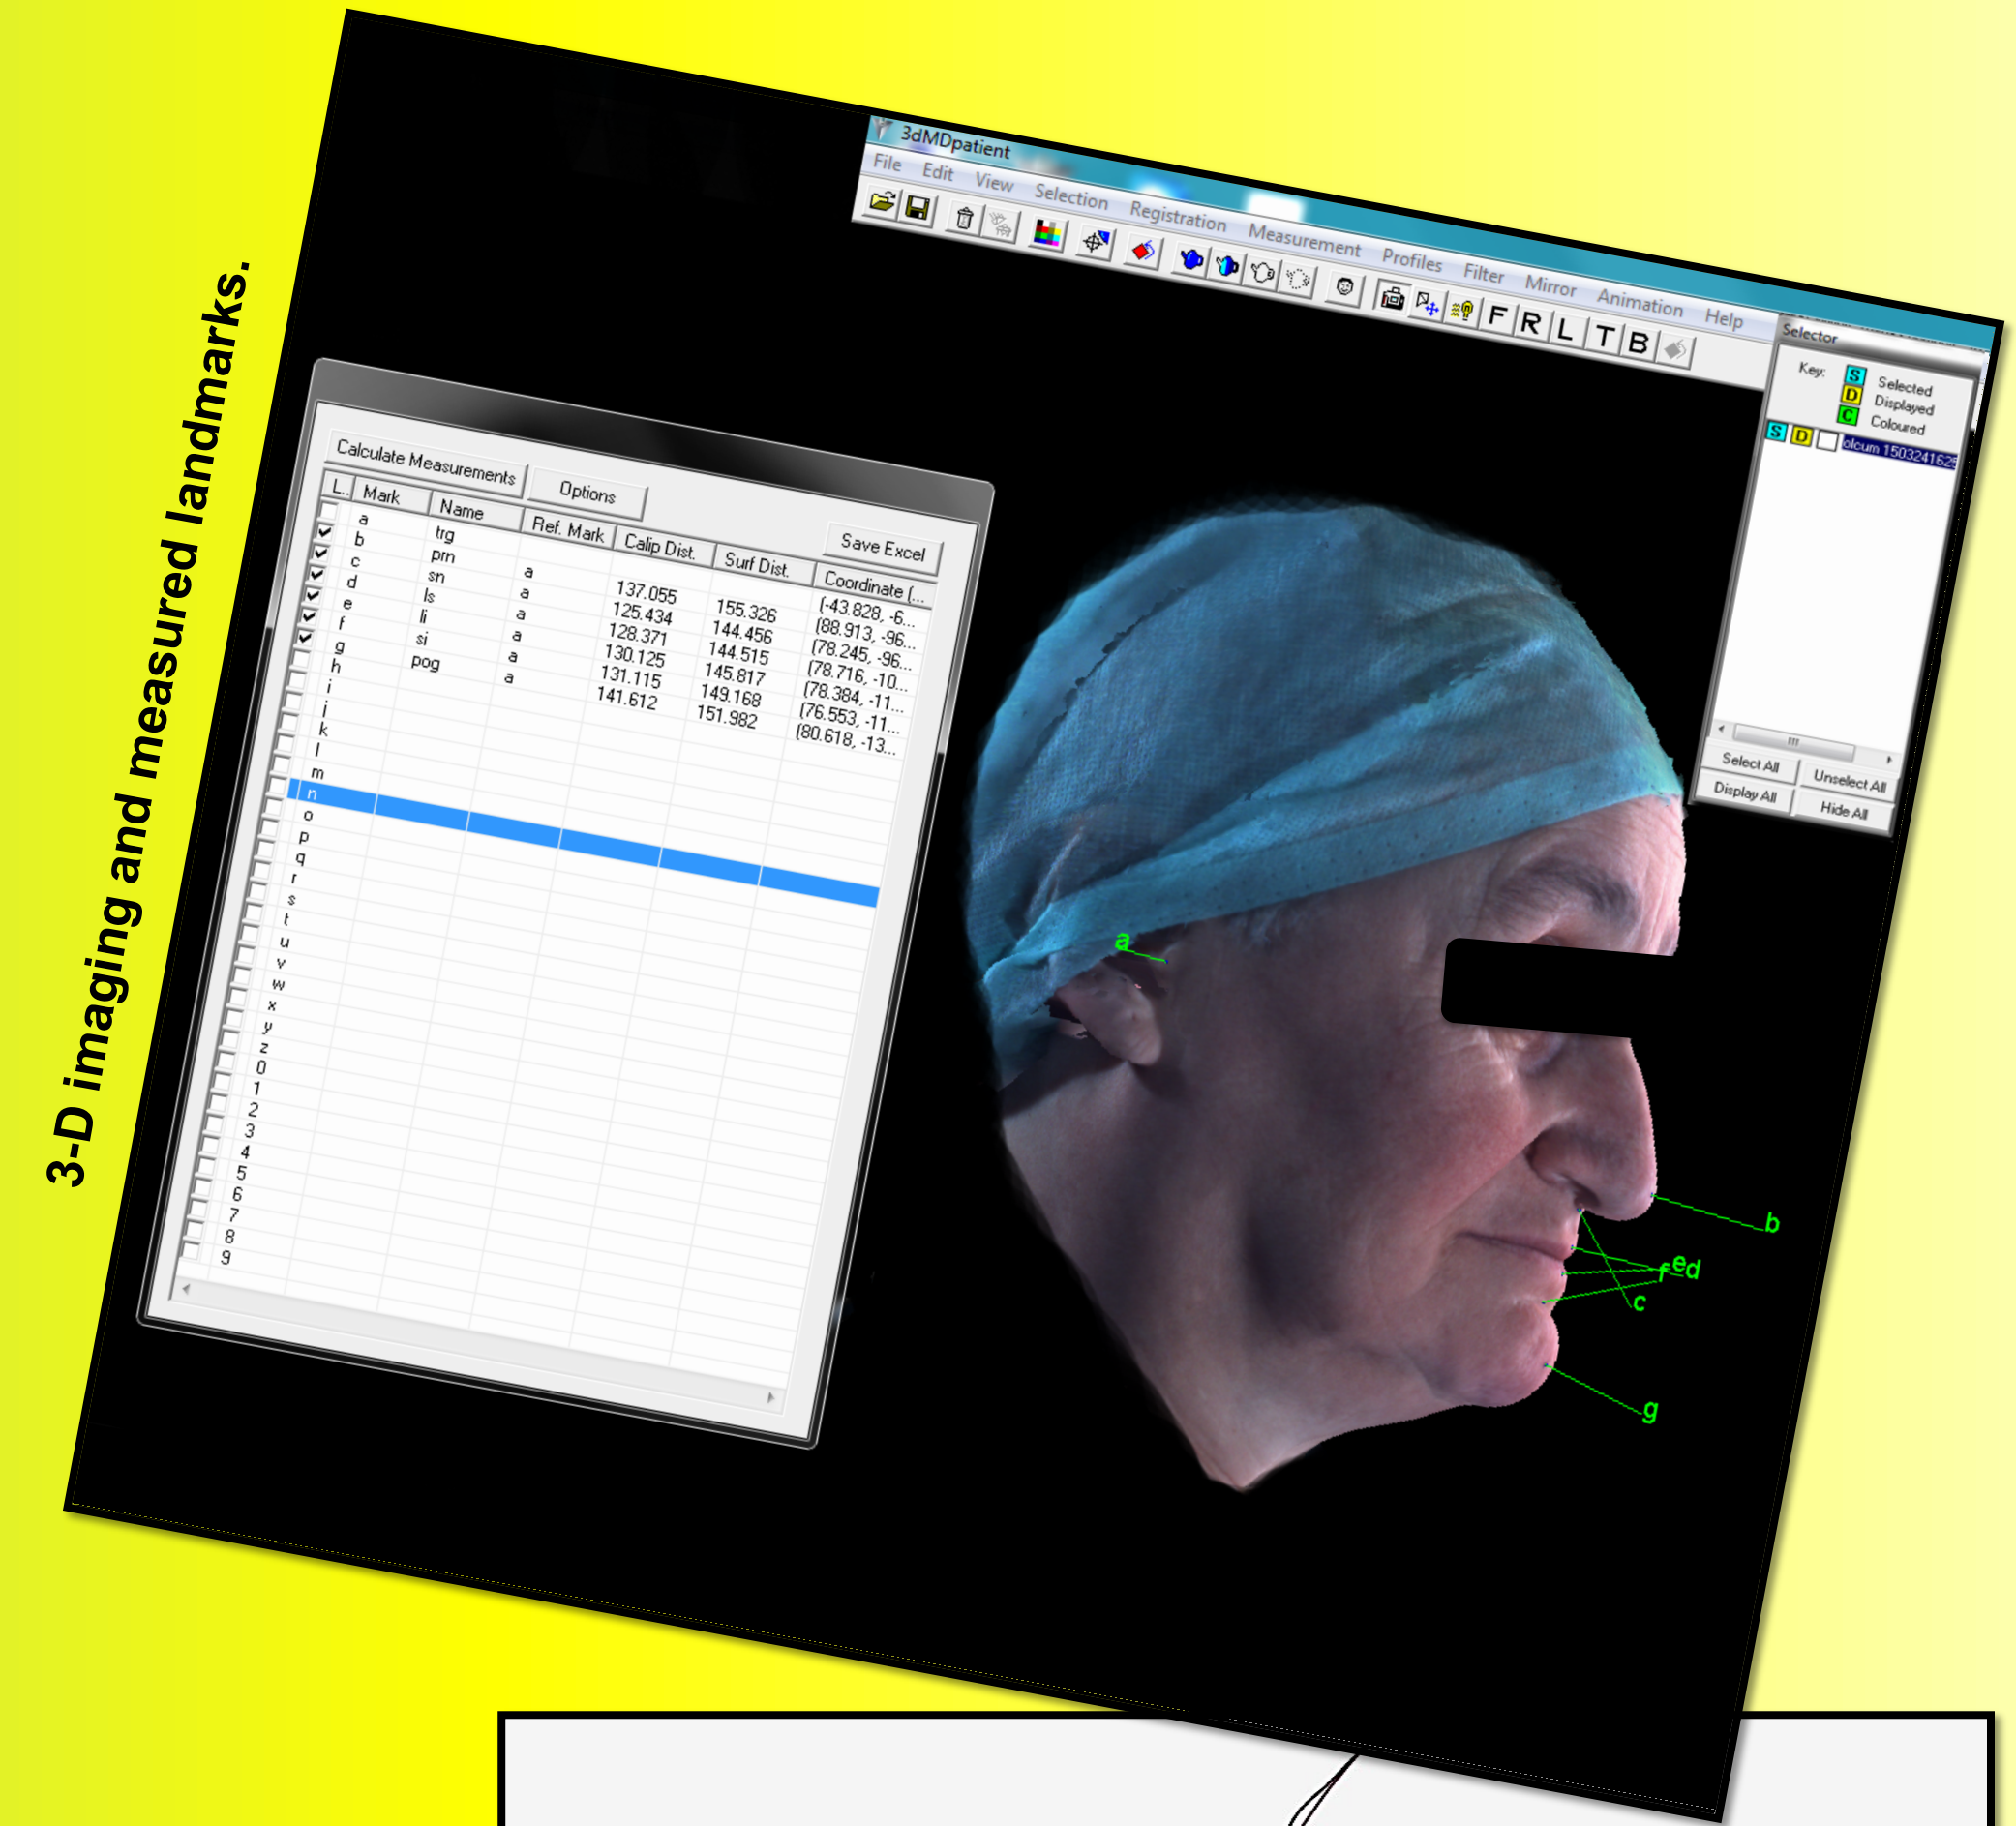 3-D imaging and measured landmarks.
3dMDpatient
File Edit View Selection Registration Measurement Profiles Filter Mirror Animation Help
F R L T B
Selector
Key: S Selected
D Displayed
C Coloured
S D olcum 150324162
Select All Unselect All
Display All Hide All
Calculate Measurements Options Save Excel
L... Mark Name Ref. Mark Calip Dist. Surf Dist. Coordinate (...
a trg (-43.828, -6...
b prn a 137.055 155.326 (88.913, -96...
c sn a 125.434 144.456 (78.245, -96...
d ls a 128.371 144.515 (78.716, -10...
e li a 130.125 145.817 (78.384, -11...
f si a 131.115 149.168 (76.553, -11...
g pog a 141.612 151.982 (80.618, -13...
h
i
j
k
l
m
n
o
p
q
r
s
t
u
v
w
x
y
z
0
1
2
3
4
5
6
7
8
9
a
b
e d
f
c
g